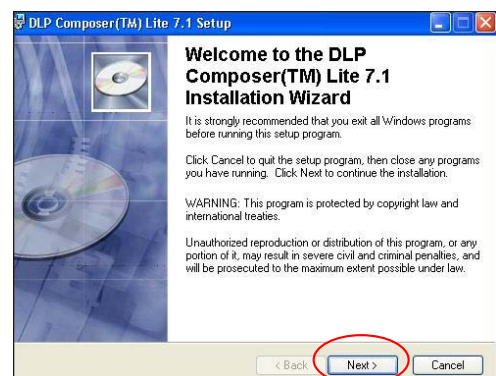 DLP Composer(TM) Lite 7.1 Setup
Welcome to the DLP
Composer(TM) Lite 7.1
Installation Wizard
It is strongly recommended that you exit all Windows programs
before running this setup program.
Click Cancel to quit the setup program, then close any programs
you have running. Click Next to continue the installation.
WARNING: This program is protected by copyright law and
international treaties.
Unauthorized reproduction or distribution of this program, or any
portion of it, may result in severe civil and criminal penalties, and
will be prosecuted to the maximum extent possible under law.
< Back Next > Cancel